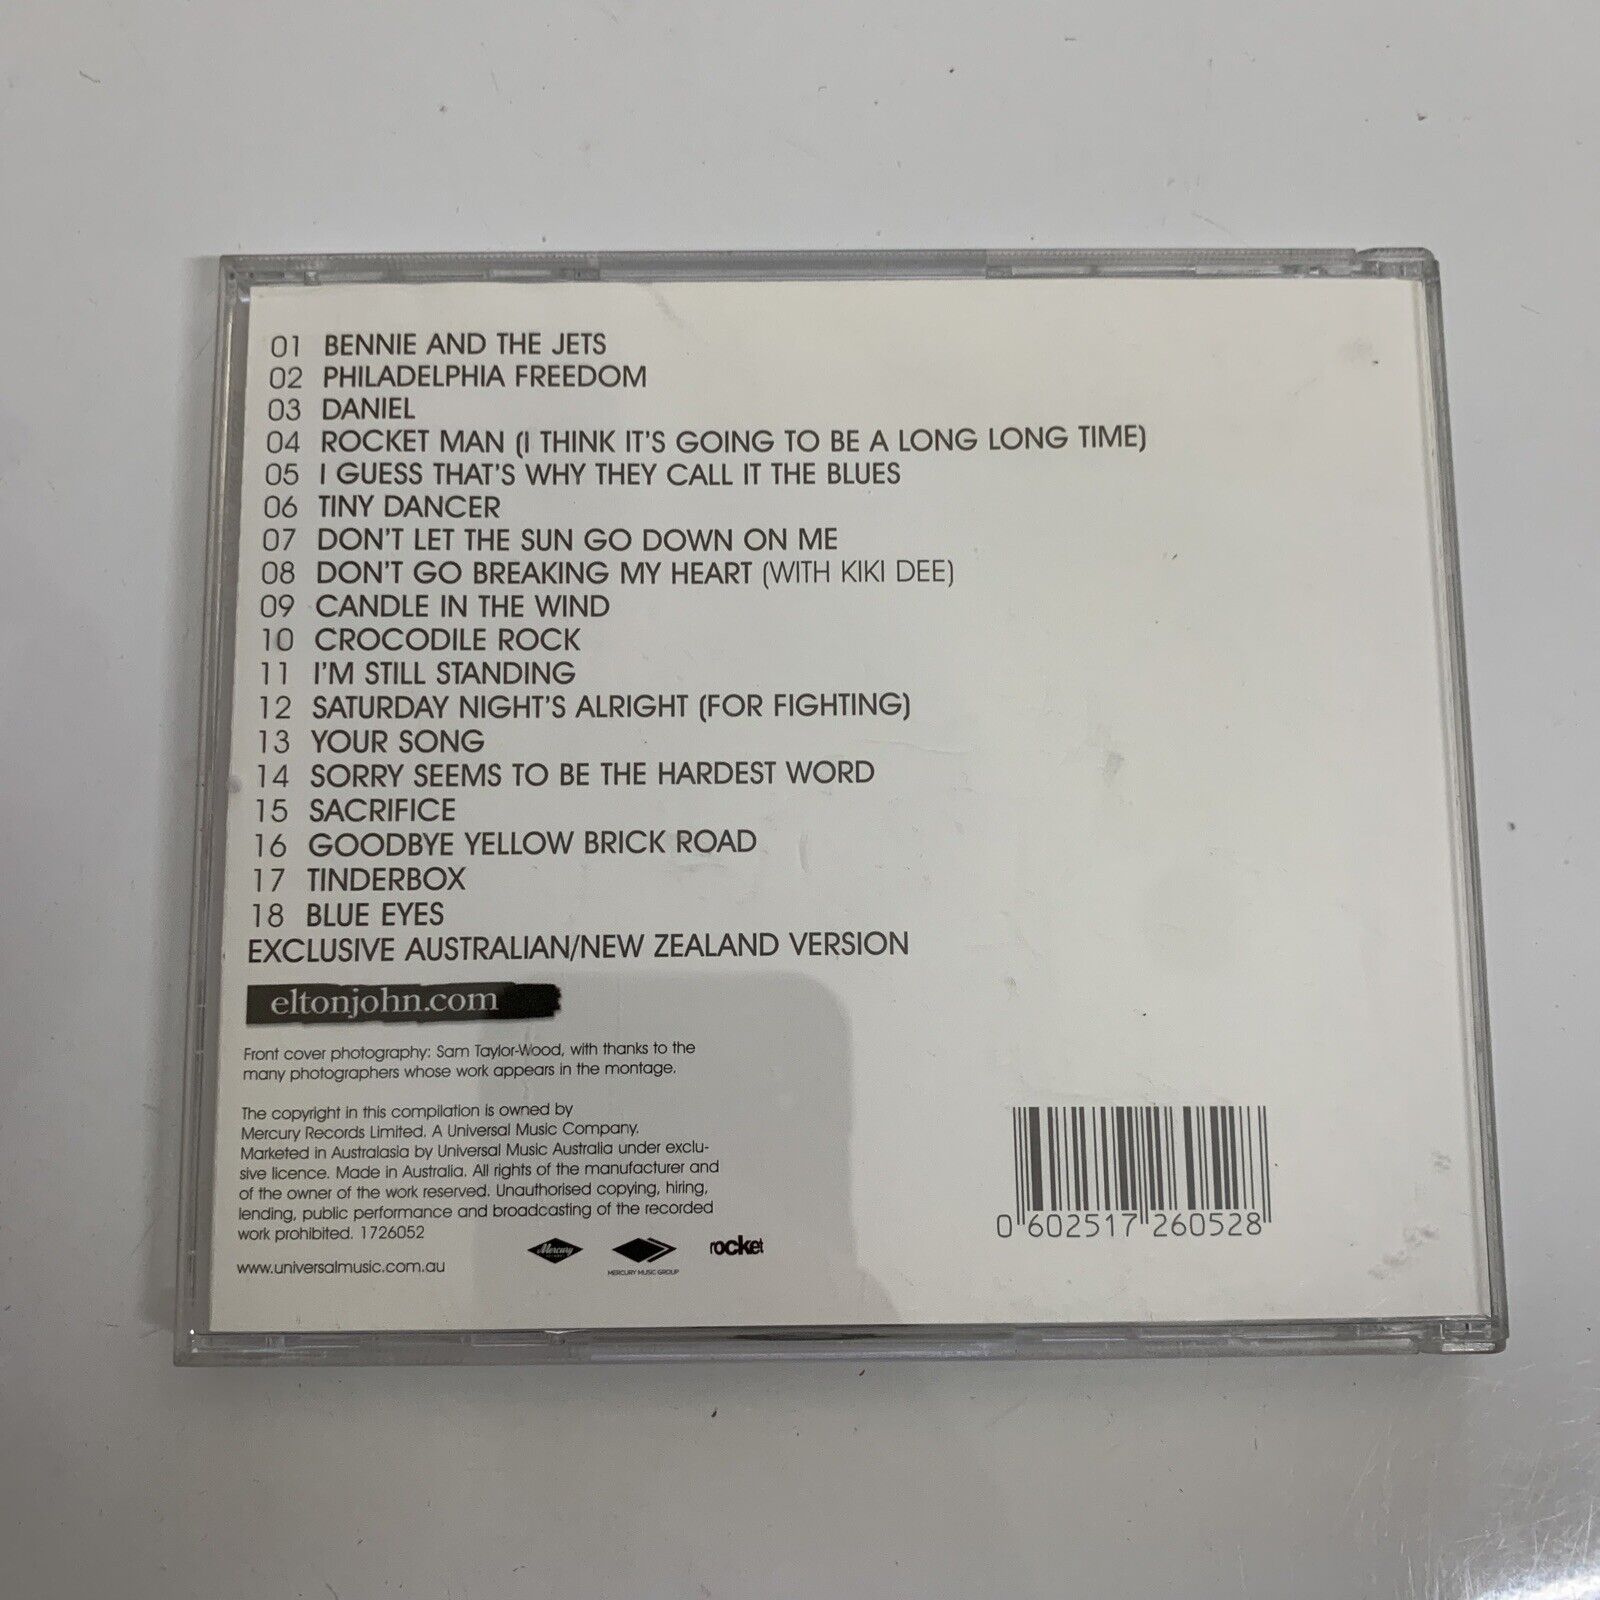 01 BENNIE AND THE JETS
02 PHILADELPHIA FREEDOM
03 DANIEL
04 ROCKET MAN (I THINK IT'S GOING TO BE A LONG LONG TIME)
05 I GUESS THAT'S WHY THEY CALL IT THE BLUES
06 TINY DANCER
07 DON'T LET THE SUN GO DOWN ON ME
08 DON'T GO BREAKING MY HEART (WITH KIKI DEE)
09 CANDLE IN THE WIND
10 CROCODILE ROCK
11 I'M STILL STANDING
12 SATURDAY NIGHT'S ALRIGHT (FOR FIGHTING)
13 YOUR SONG
14 SORRY SEEMS TO BE THE HARDEST WORD
15 SACRIFICE
16 GOODBYE YELLOW BRICK ROAD
17 TINDERBOX
18 BLUE EYES
EXCLUSIVE AUSTRALIAN/NEW ZEALAND VERSION
eltonjohn.com
Front cover photography: Sam Taylor-Wood, with thanks to the
many photographers whose work appears in the montage.
The copyright in this compilation is owned by
Mercury Records Limited. A Universal Music Company.
Marketed in Australasia by Universal Music Australia under exclu-
sive licence. Made in Australia. All rights of the manufacturer and
of the owner of the work reserved. Unauthorised copying, hiring,
lending, public performance and broadcasting of the recorded
work prohibited. 1726052
www.universalmusic.com.au
Mercury
MERCURY MUSIC GROUP
rocket
0 602517 260528